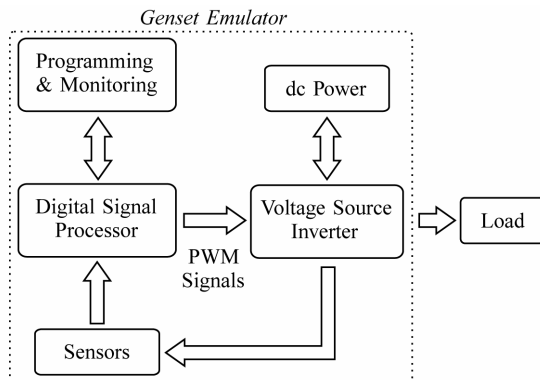 Genset Emulator
Programming
& Monitoring
dc Power
Digital Signal
Processor
PWM
Signals
Voltage Source
Inverter
Load
Sensors